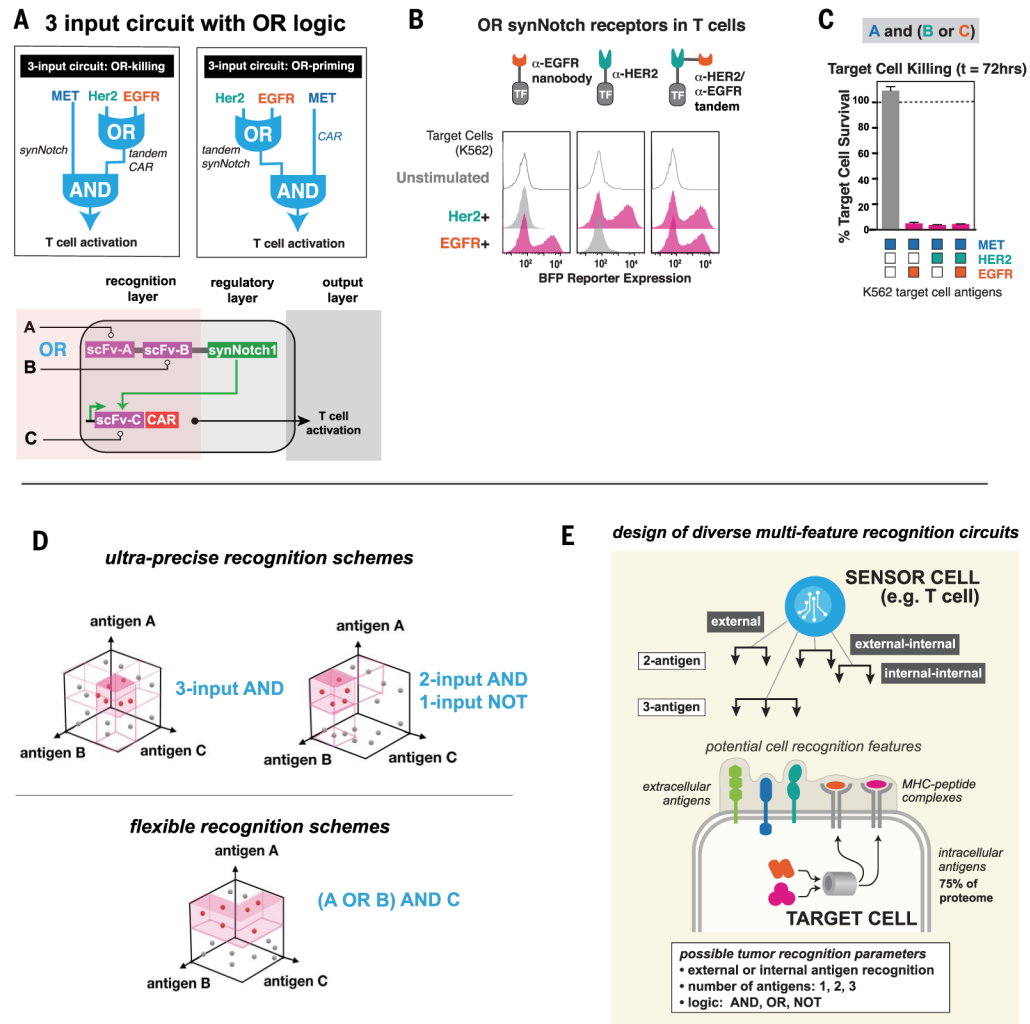 A
3 input circuit with OR logic
3-input circuit: OR-killing
MET Her2 EGFR
OR
synNotch
tandem
CAR
AND
T cell activation
3-input circuit: OR-priming
Her2 EGFR MET
OR
CAR
tandem
synNotch
AND
T cell activation
recognition
layer
regulatory
layer
output
layer
A
OR
scFv-A
scFv-B
synNotch1
B
scFv-C
CAR
T cell
activation
C
B
OR synNotch receptors in T cells
α-EGFR
nanobody
TF
α-HER2
TF
α-HER2/
α-EGFR
tandem
TF
Target Cells
(K562)
Unstimulated
Her2+
EGFR+
10² 10⁴
10² 10⁴
10² 10⁴
BFP Reporter Expression
C
A and (B or C)
Target Cell Killing (t = 72hrs)
% Target Cell Survival
100
80
60
40
20
0
MET
HER2
EGFR
K562 target cell antigens
D
ultra-precise recognition schemes
antigen A
3-input AND
antigen B
antigen C
antigen A
2-input AND
1-input NOT
antigen B
antigen C
flexible recognition schemes
antigen A
(A OR B) AND C
antigen B
antigen C
E
design of diverse multi-feature recognition circuits
SENSOR CELL
(e.g. T cell)
external
external-internal
2-antigen
internal-internal
3-antigen
potential cell recognition features
extracellular
antigens
MHC-peptide
complexes
intracellular
antigens
75% of
proteome
TARGET CELL
possible tumor recognition parameters
• external or internal antigen recognition
• number of antigens: 1, 2, 3
• logic: AND, OR, NOT